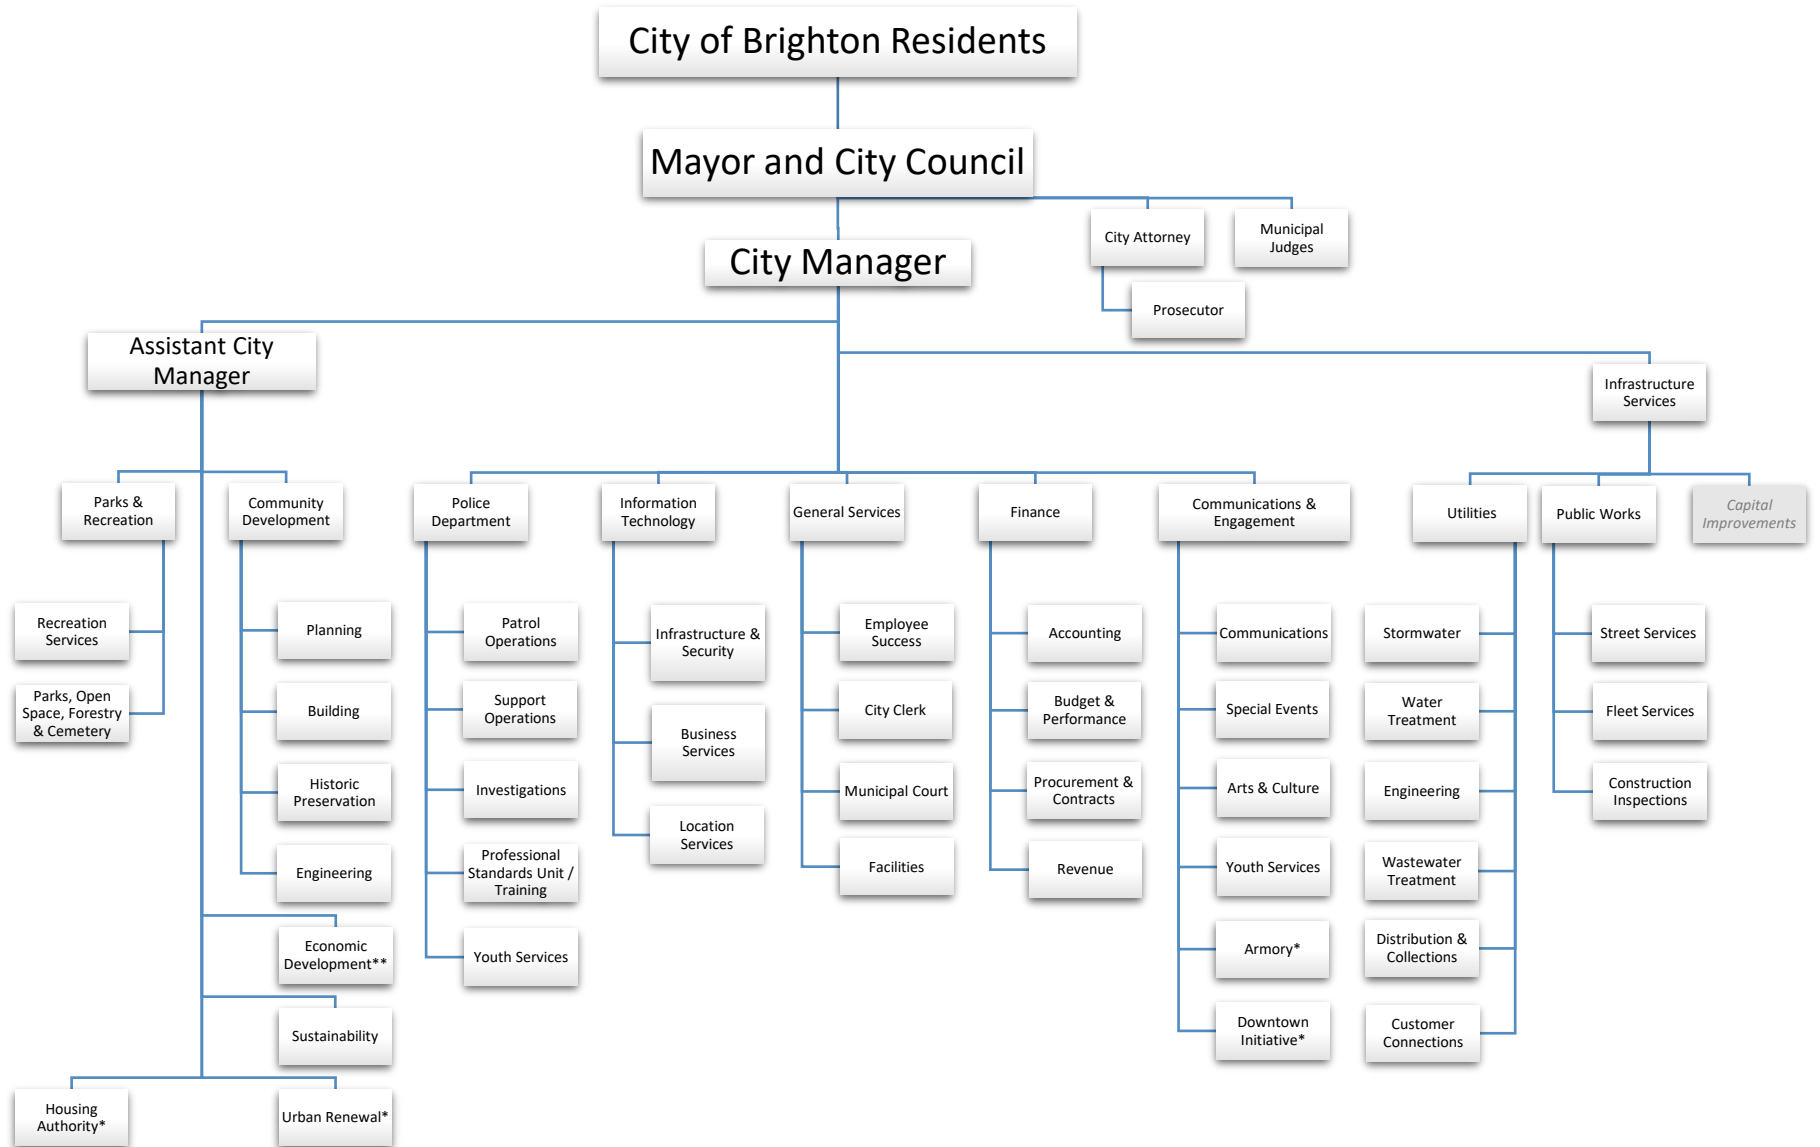 City of Brighton Residents
Mayor and City Council
City Attorney
Municipal
Judges
City Manager
Prosecutor
Assistant City
Manager
Infrastructure
Services
Parks &
Recreation
Community
Development
Police
Department
Information
Technology
General Services
Finance
Communications &
Engagement
Utilities
Public Works
Capital
Improvements
Recreation
Services
Parks, Open
Space, Forestry
& Cemetery
Planning
Building
Historic
Preservation
Engineering
Economic
Development**
Sustainability
Housing
Authority*
Urban Renewal*
Patrol
Operations
Support
Operations
Investigations
Professional
Standards Unit /
Training
Youth Services
Infrastructure &
Security
Business
Services
Location
Services
Employee
Success
City Clerk
Municipal Court
Facilities
Accounting
Budget &
Performance
Procurement &
Contracts
Revenue
Communications
Special Events
Arts & Culture
Youth Services
Armory*
Downtown
Initiative*
Stormwater
Water
Treatment
Engineering
Wastewater
Treatment
Distribution &
Collections
Customer
Connections
Street Services
Fleet Services
Construction
Inspections